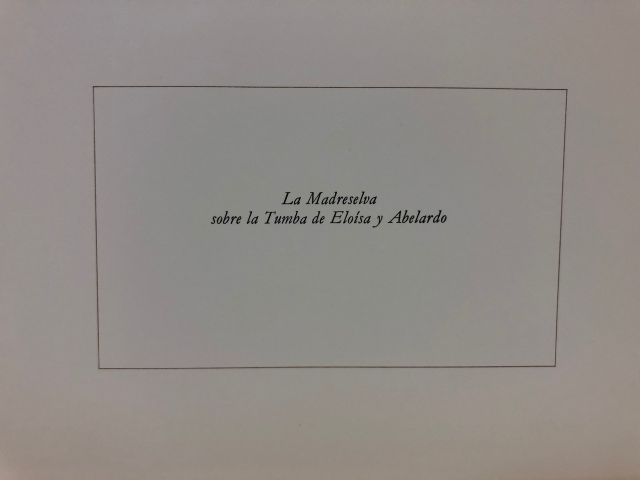 La Madreselva
sobre la Tumba de Eloísa y Abelardo